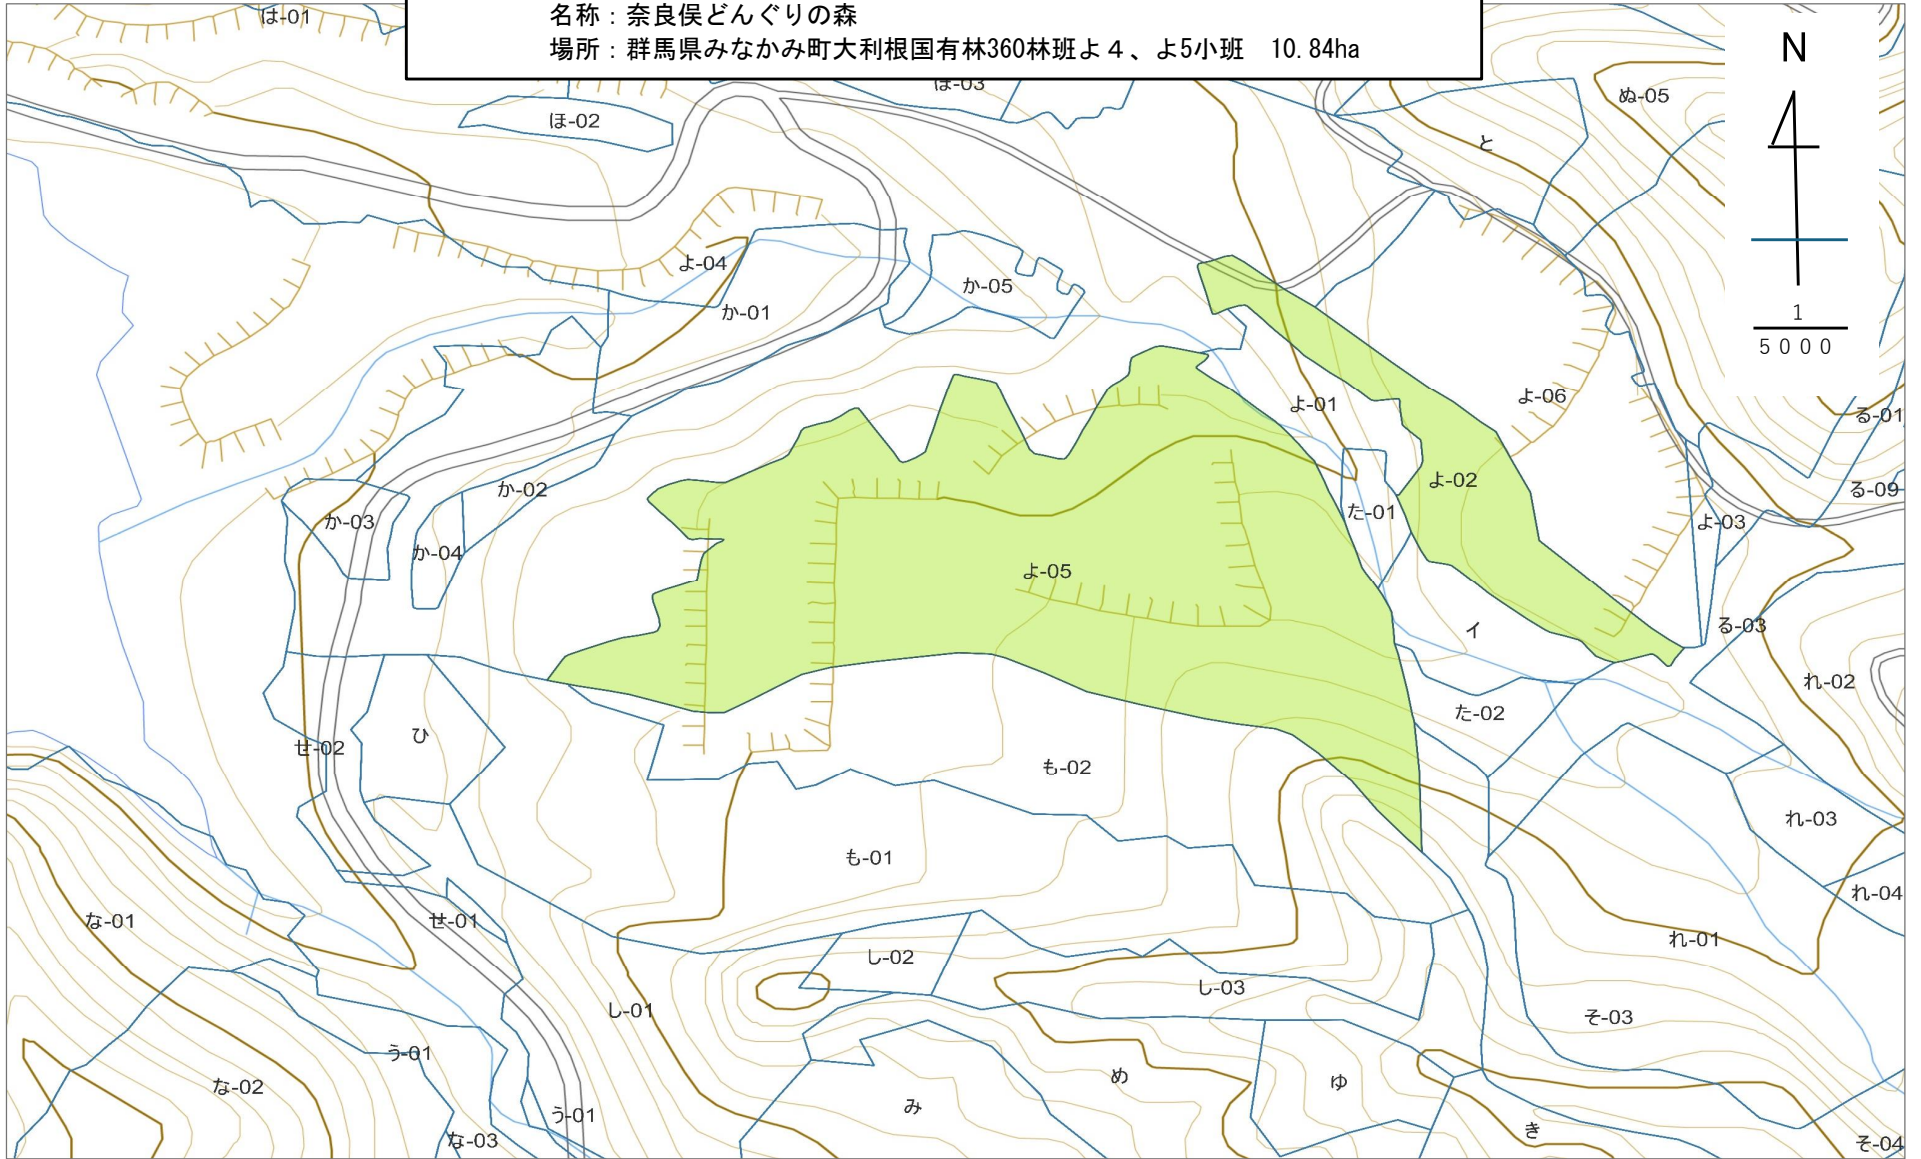 名称：奈良俣どんぐりの森
場所：群馬県みなかみ町大利根国有林360林班よ４、よ5小班　10.84ha
は-01
ほ-02
ほ-03
ぬ-05
と
N
1
５０００
よ-04
か-01
か-05
よ-01
よ-06
る-01
か-02
よ-02
る-09
か-03
た-01
よ-03
か-04
よ-05
イ
る-03
れ-02
た-02
せ-02
ひ
も-02
れ-03
も-01
れ-04
な-01
せ-01
れ-01
し-02
し-03
し-01
そ-03
う-01
な-02
め
ゆ
み
う-01
き
な-03
そ-04